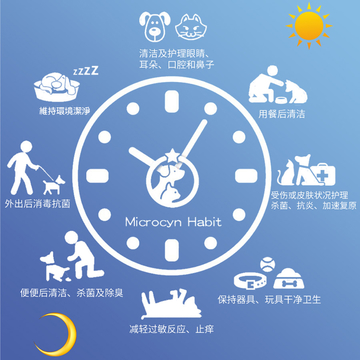 清洁及护理眼睛、
耳朵、口腔和鼻子
zzZZ
維持環境潔淨
用餐后清洁
外出后消毒抗菌
受伤或皮肤状况护理
杀菌、抗炎、加速复原
Microcyn Habit
便便后清洁、杀菌及除臭
保持器具、玩具干净卫生
减轻过敏反应、止痒